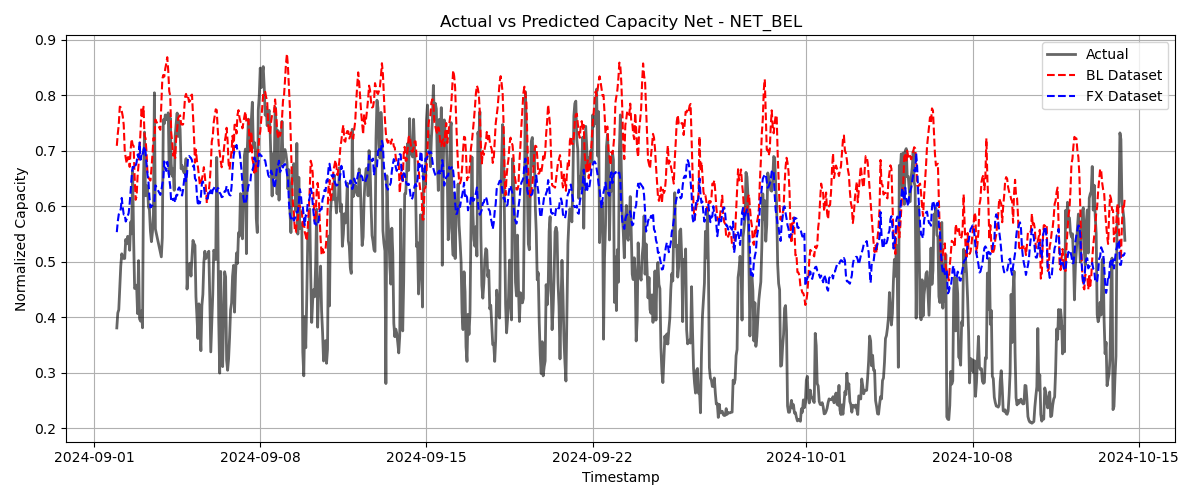 Actual vs Predicted Capacity Net - NET_BEL
Normalized Capacity
0.9
0.8
0.7
0.6
0.5
0.4
0.3
0.2
Actual
BL Dataset
FX Dataset
2024-09-01
2024-09-08
2024-09-15
2024-09-22
2024-10-01
2024-10-08
2024-10-15
Timestamp